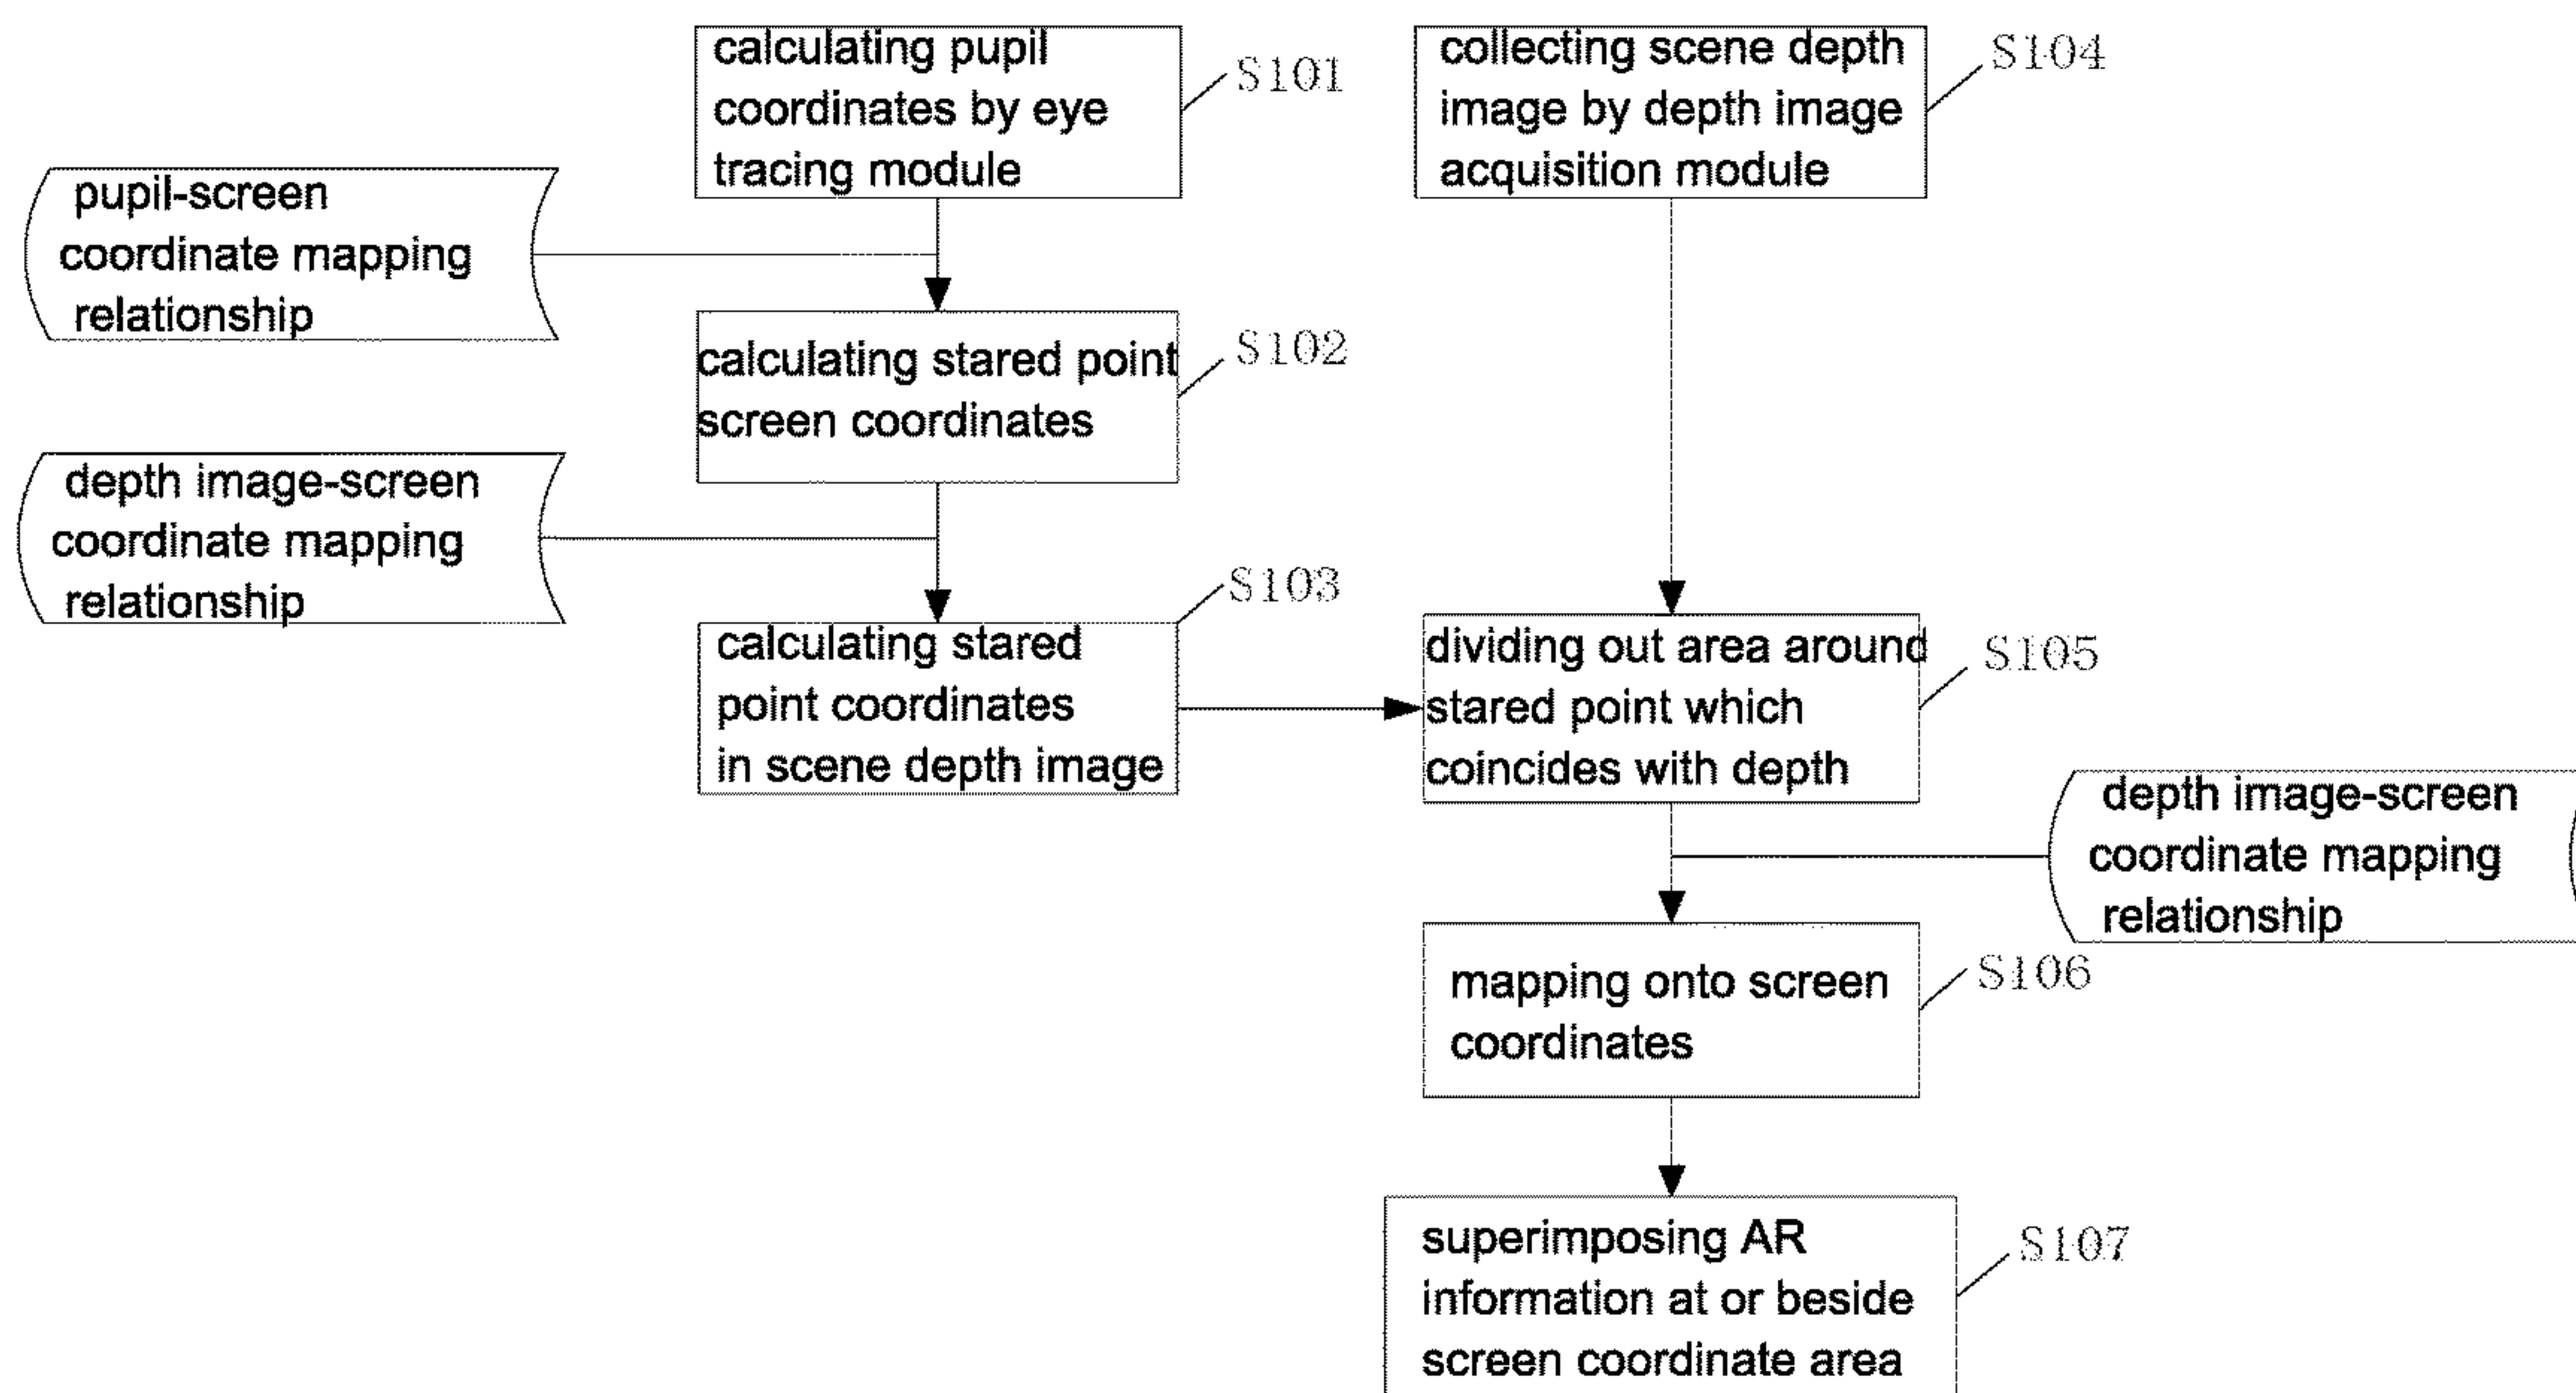 calculating pupil
coordinates by eye
tracing module
S101
collecting scene depth
image by depth image
acquisition module
S104
pupil-screen
coordinate mapping
relationship
calculating stared point
screen coordinates
S102
depth image-screen
coordinate mapping
relationship
calculating stared
point coordinates
in scene depth image
S103
dividing out area around
stared point which
coincides with depth
S105
depth image-screen
coordinate mapping
relationship
mapping onto screen
coordinates
S106
superimposing AR
information at or beside
screen coordinate area
S107